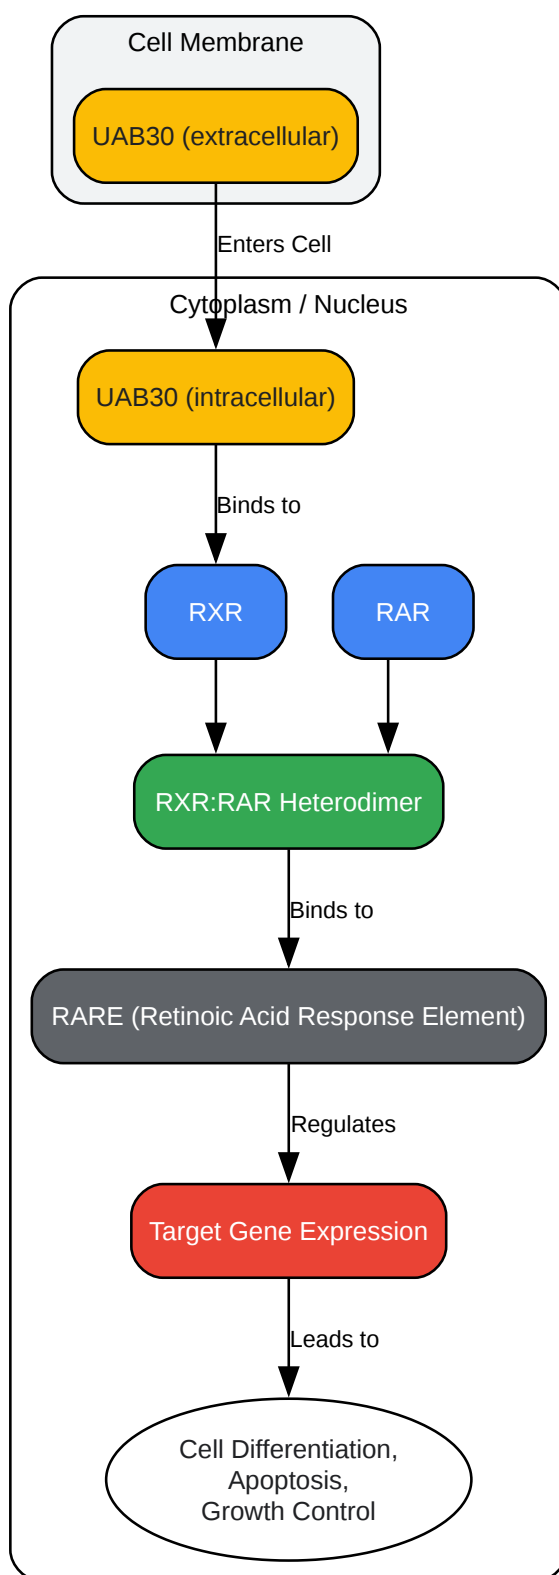 Cell Membrane
UAB30 (extracellular)
Enters Cell
Cytoplasm / Nucleus
UAB30 (intracellular)
Binds to
RXR
RAR
RXR:RAR Heterodimer
Binds to
RARE (Retinoic Acid Response Element)
Regulates
Target Gene Expression
Leads to
Cell Differentiation,
Apoptosis,
Growth Control